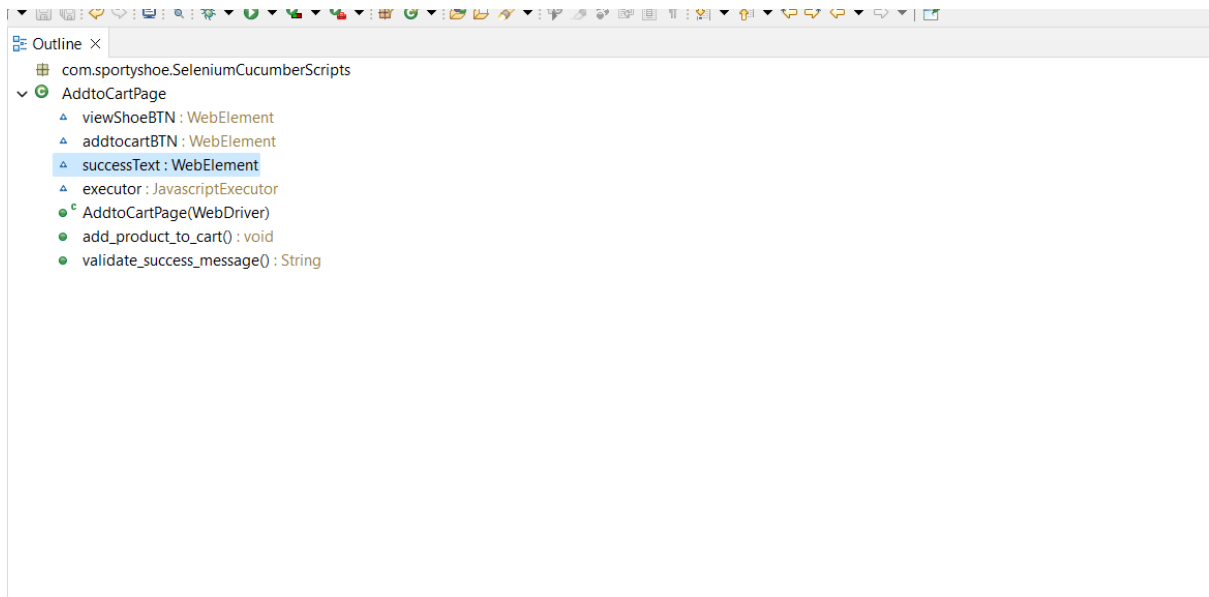 Outline
com.sportyshoe.SeleniumCucumberScripts
AddtoCartPage
viewShoeBTN : WebElement
addtocartBTN : WebElement
successText : WebElement
executor : JavascriptExecutor
AddtoCartPage(WebDriver)
add_product_to_cart() : void
validate_success_message() : String